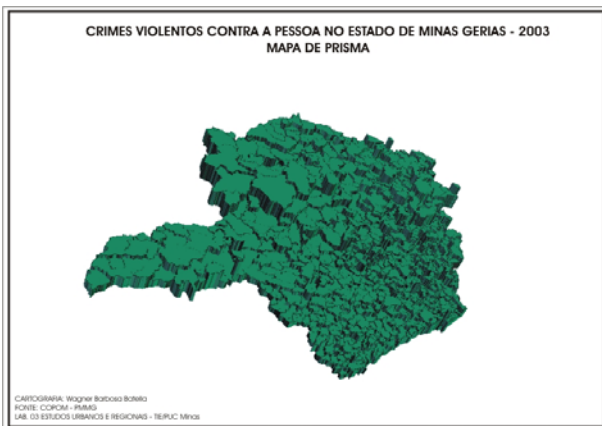 CRIMES VIOLENTOS CONTRA A PESSOA NO ESTADO DE MINAS GERIAS - 2003
MAPA DE PRISMA
CARTOGRAFIA: Wagner Barbosa Batella
FONTE: COPOM - PMMG
LAB. 03 ESTUDOS URBANOS E REGIONAIS - TIE/PUC Minas